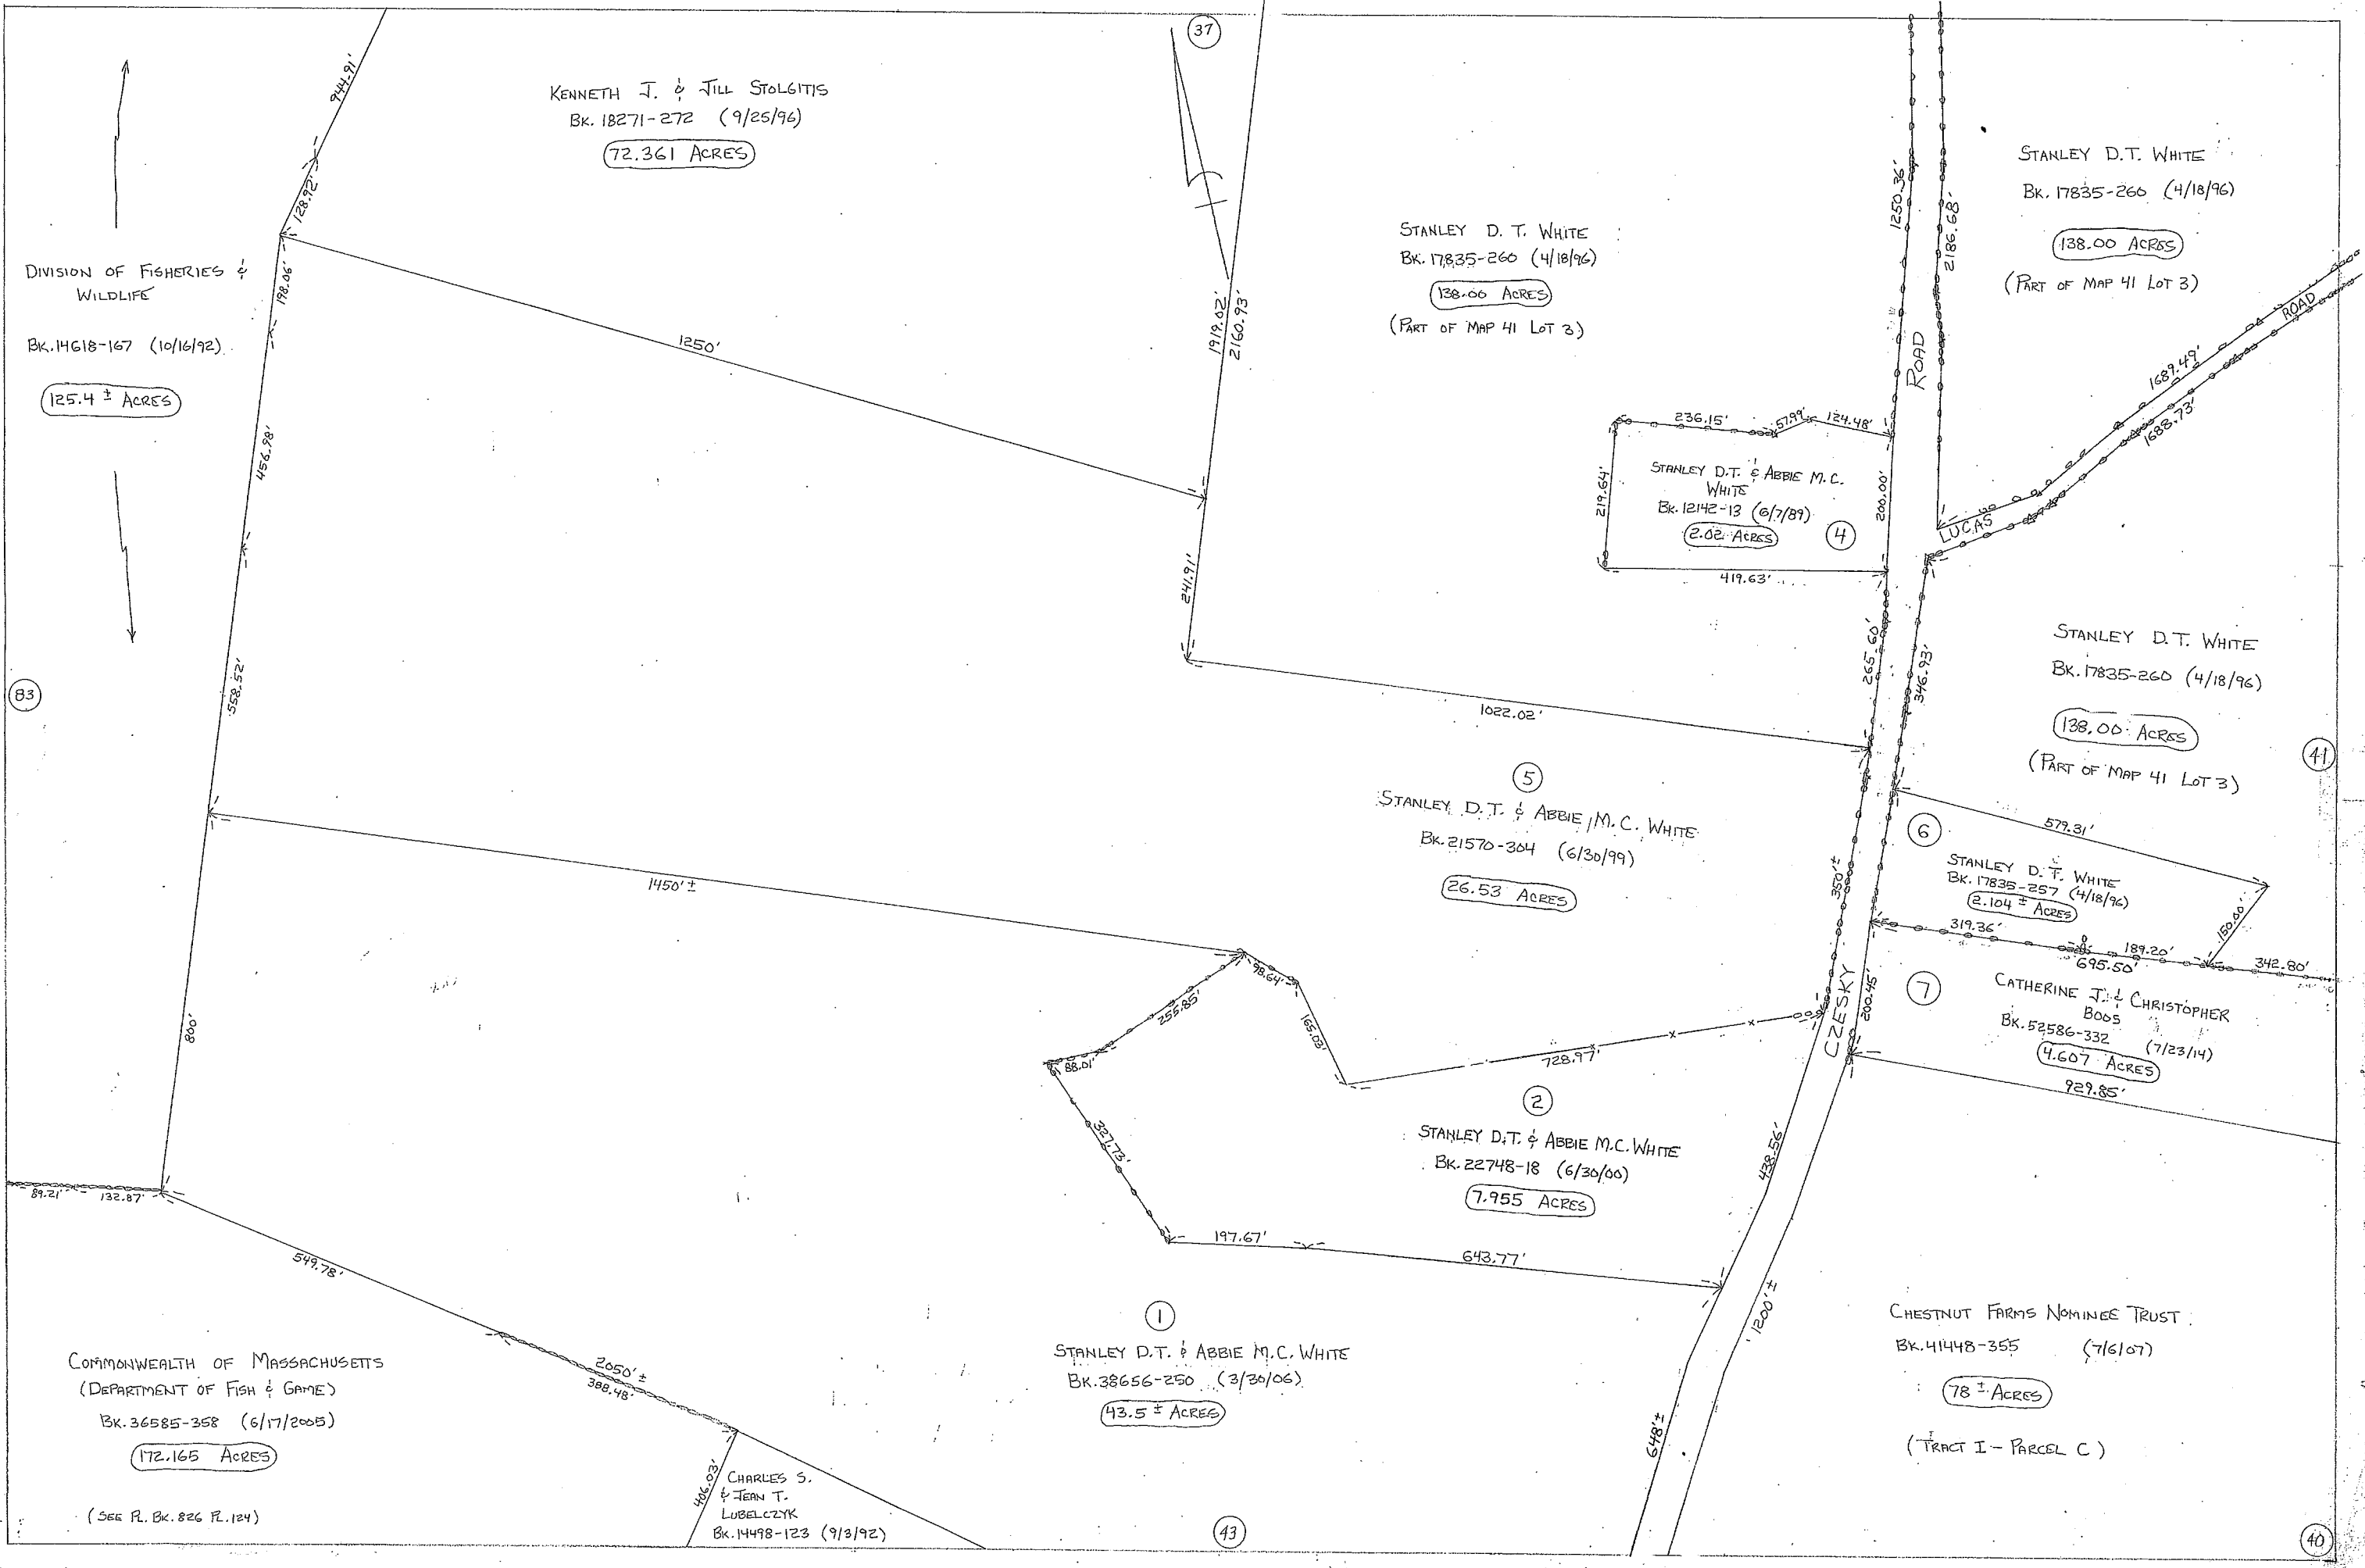 37
944.91'
128.92'
KENNETH J. & JILL STOLGITIS
BK. 18271-272 (9/25/96)
72.361 ACRES
DIVISION OF FISHERIES &
WILDLIFE
BK.14618-167 (10/16/92)
125.4 ± ACRES
198.06'
456.98'
558.52'
800'
83
1250'
1919.02'
2160.93'
241.91'
STANLEY D.T. WHITE
BK. 17835-260 (4/18/96)
138.00 ACRES
(PART OF MAP 41 LOT 3)
1250.36'
2186.68'
ROAD
STANLEY D.T. WHITE
BK. 17835-260 (4/18/96)
138.00 ACRES
(PART OF MAP 41 LOT 3)
LUCAS
ROAD
1689.49'
1688.73'
236.15'
57.99'
124.48'
219.64'
200.00'
419.63'
STANLEY D.T. & ABBIE M.C.
WHITE
BK. 12142-13 (6/7/89)
2.02 ACRES
4
265.60'
346.93'
STANLEY D.T. WHITE
BK. 17835-260 (4/18/96)
138.00 ACRES
(PART OF MAP 41 LOT 3)
41
1022.02'
5
STANLEY D.T. & ABBIE M.C. WHITE
BK. 21570-304 (6/30/99)
26.53 ACRES
350'±
579.31'
6
STANLEY D.T. WHITE
BK. 17835-257 (4/18/96)
2.104 ± ACRES
150.00'
319.36'
189.20'
695.50'
342.80'
7
CATHERINE J. & CHRISTOPHER
BOOS
BK. 52586-332 (7/23/14)
4.607 ACRES
929.85'
200.45'
CZESKY
1450'±
98.64'
255.85'
165.03'
88.01'
728.97'
327.73'
2
STANLEY D.T. & ABBIE M.C. WHITE
BK. 22748-18 (6/30/00)
7.955 ACRES
438.56'
197.67'
643.77'
89.21'
132.87'
549.78'
2050'±
388.48'
1
STANLEY D.T. & ABBIE M.C. WHITE
BK. 38656-250 (3/30/06)
43.5 ± ACRES
1200'±
648'±
CHESTNUT FARMS NOMINEE TRUST
BK. 41448-355 (7/6/07)
78 ± ACRES
(TRACT I - PARCEL C)
COMMONWEALTH OF MASSACHUSETTS
(DEPARTMENT OF FISH & GAME)
BK. 36585-358 (6/17/2005)
172.165 ACRES
(SEE PL. BK. 826 PL. 124)
406.03'
CHARLES S.
& JEAN T.
LUBELCZYK
BK. 14498-123 (9/3/92)
43
40